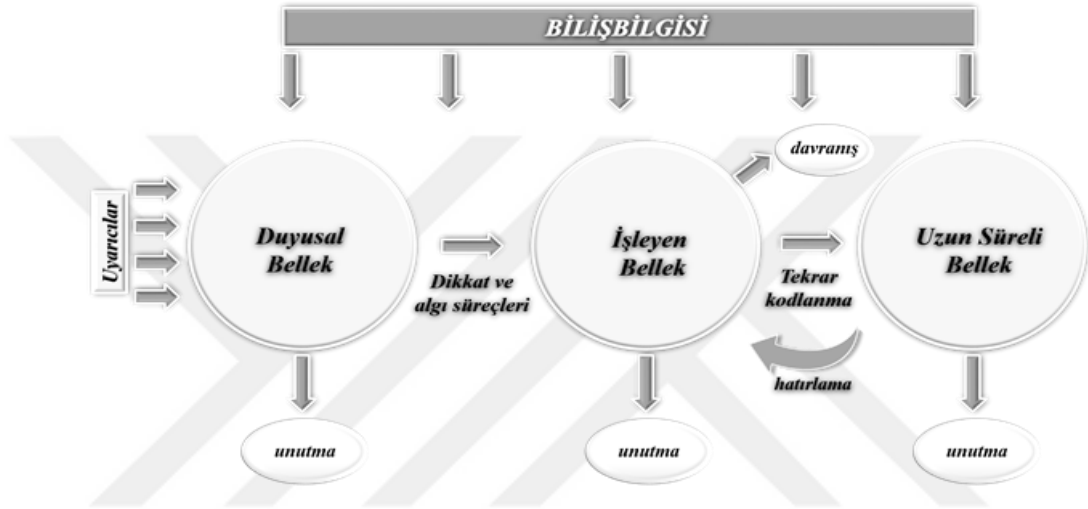 BİLİŞBİLGİSİ
davranış
Uyarıcılar
Duyusal
Bellek
Dikkat ve
algı süreçleri
İşleyen
Bellek
Tekrar
kodlanma
hatırlama
Uzun Süreli
Bellek
unutma
unutma
unutma